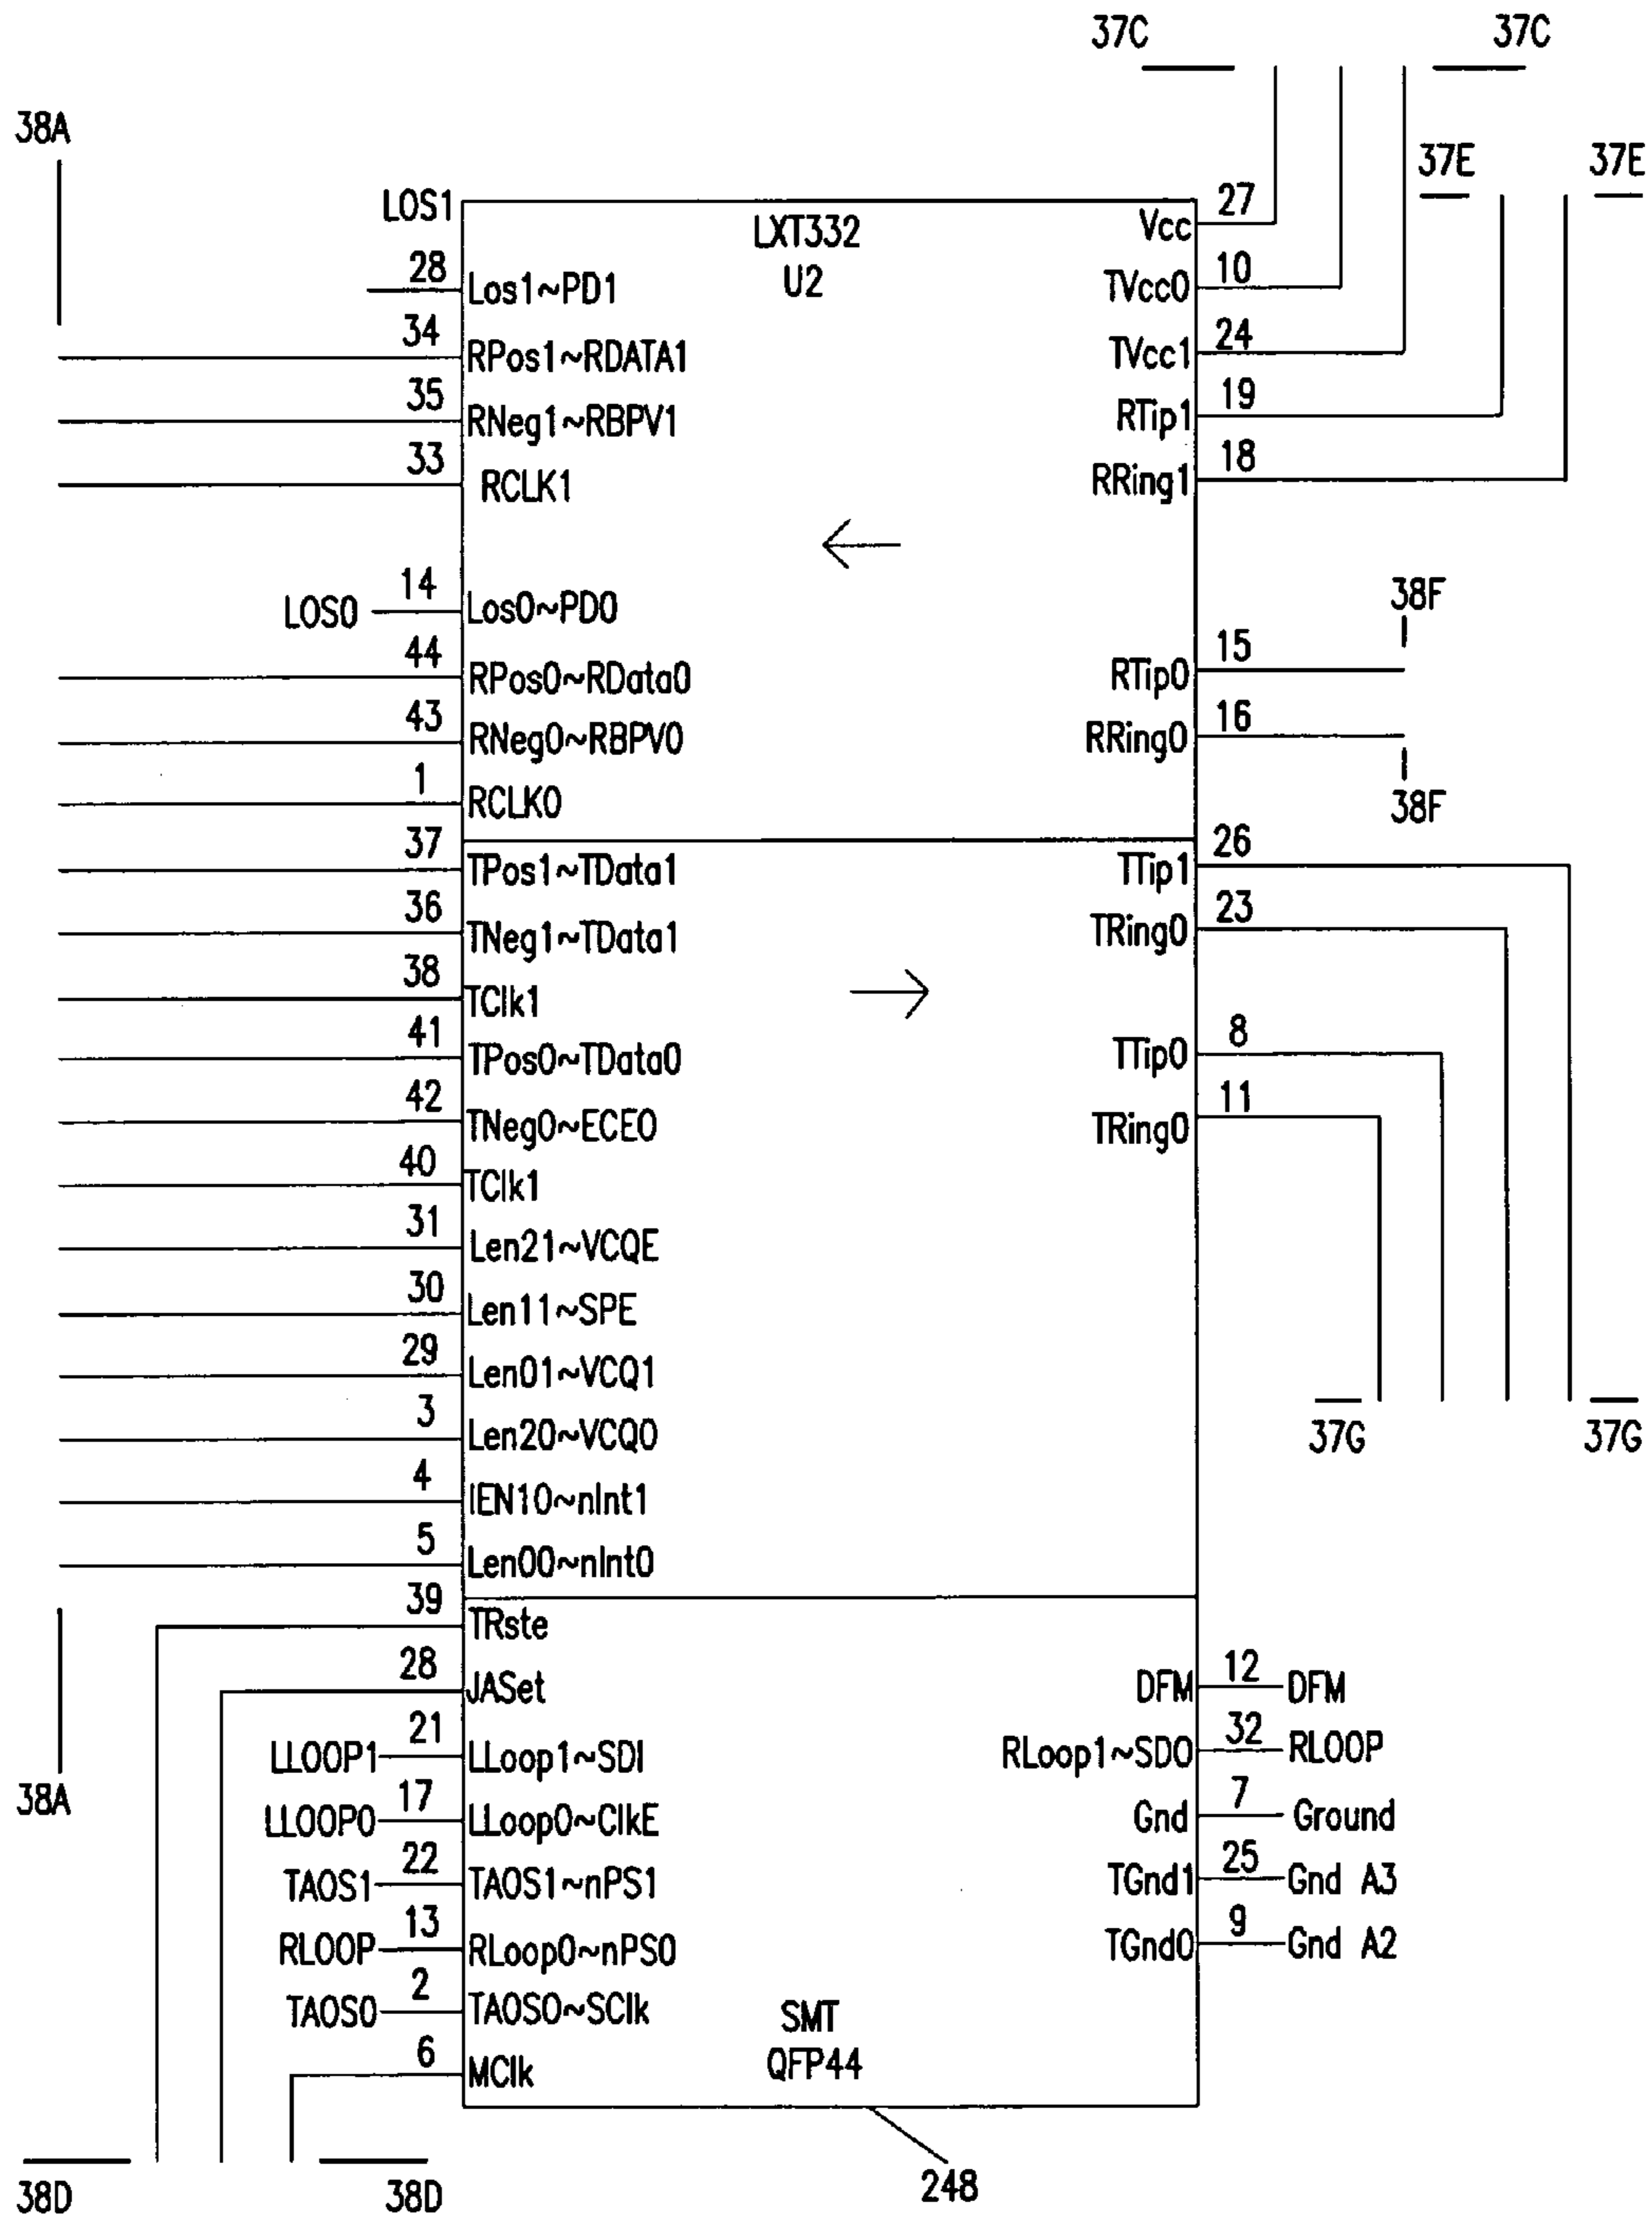 37C 37C
38A
37E 37E
LOS1 LXT332 Vcc 27
U2
28 Los1~PD1 TVcc0 10
34 RPos1~RDATA1 TVcc1 24
35 RNeg1~RBPV1 RTip1 19
33 RCLK1 RRing1 18
14
LOS0 Los0~PD0 38F
44 RPos0~RData0 RTip0 15
43 RNeg0~RBPV0 RRing0 16
1 RCLK0 38F
37 TPos1~TData1 TTip1 26
36 TNeg1~TData1 TRing0 23
38 TClk1
41 TPos0~TData0 TTip0 8
42 TNeg0~ECE0 TRing0 11
40 TClk1
31 Len21~VCQE
30 Len11~SPE
29 Len01~VCQ1
3 Len20~VCQ0
37G 37G
4 IEN10~nInt1
5 Len00~nInt0
39 TRste
28 JASet DFM 12 DFM
LLOOP1 21 LLoop1~SDI RLoop1~SDO 32 RLOOP
38A
LLOOP0 17 LLoop0~ClkE Gnd 7 Ground
TAOS1 22 TAOS1~nPS1 TGnd1 25 Gnd A3
RLOOP 13 RLoop0~nPS0 TGnd0 9 Gnd A2
TAOS0 2 TAOS0~SClk SMT
6 MClk QFP44
38D 38D 248